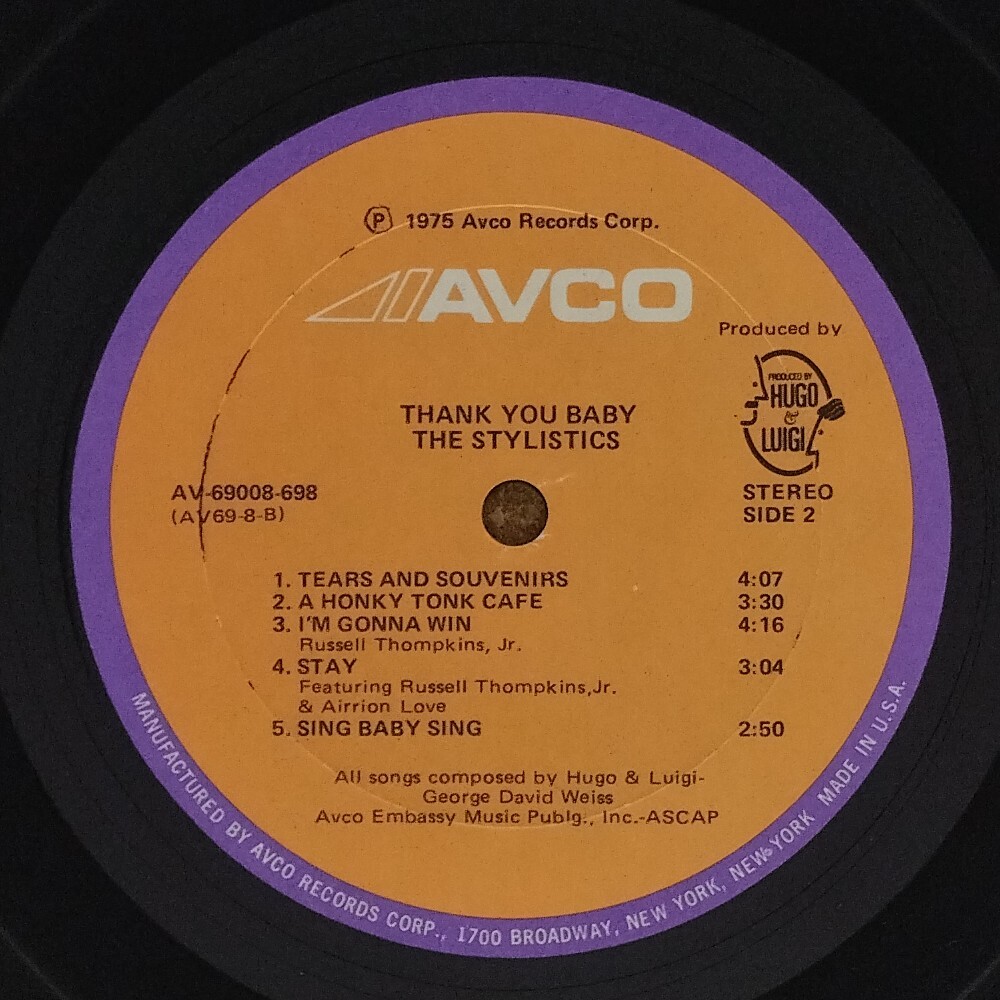 Ⓟ 1975 Avco Records Corp.
AVCO
Produced by
PRODUCED BY
HUGO
&
LUIGI
THANK YOU BABY
THE STYLISTICS
AV-69008-698
(AV69-8-B)
STEREO
SIDE 2
1. TEARS AND SOUVENIRS 4:07
2. A HONKY TONK CAFE 3:30
3. I'M GONNA WIN 4:16
Russell Thompkins, Jr.
4. STAY 3:04
Featuring Russell Thompkins,Jr.
& Airrion Love
5. SING BABY SING 2:50
All songs composed by Hugo & Luigi-
George David Weiss
Avco Embassy Music Publg., Inc.-ASCAP
MANUFACTURED BY AVCO RECORDS CORP., 1700 BROADWAY, NEW YORK, NEW YORK MADE IN U.S.A.